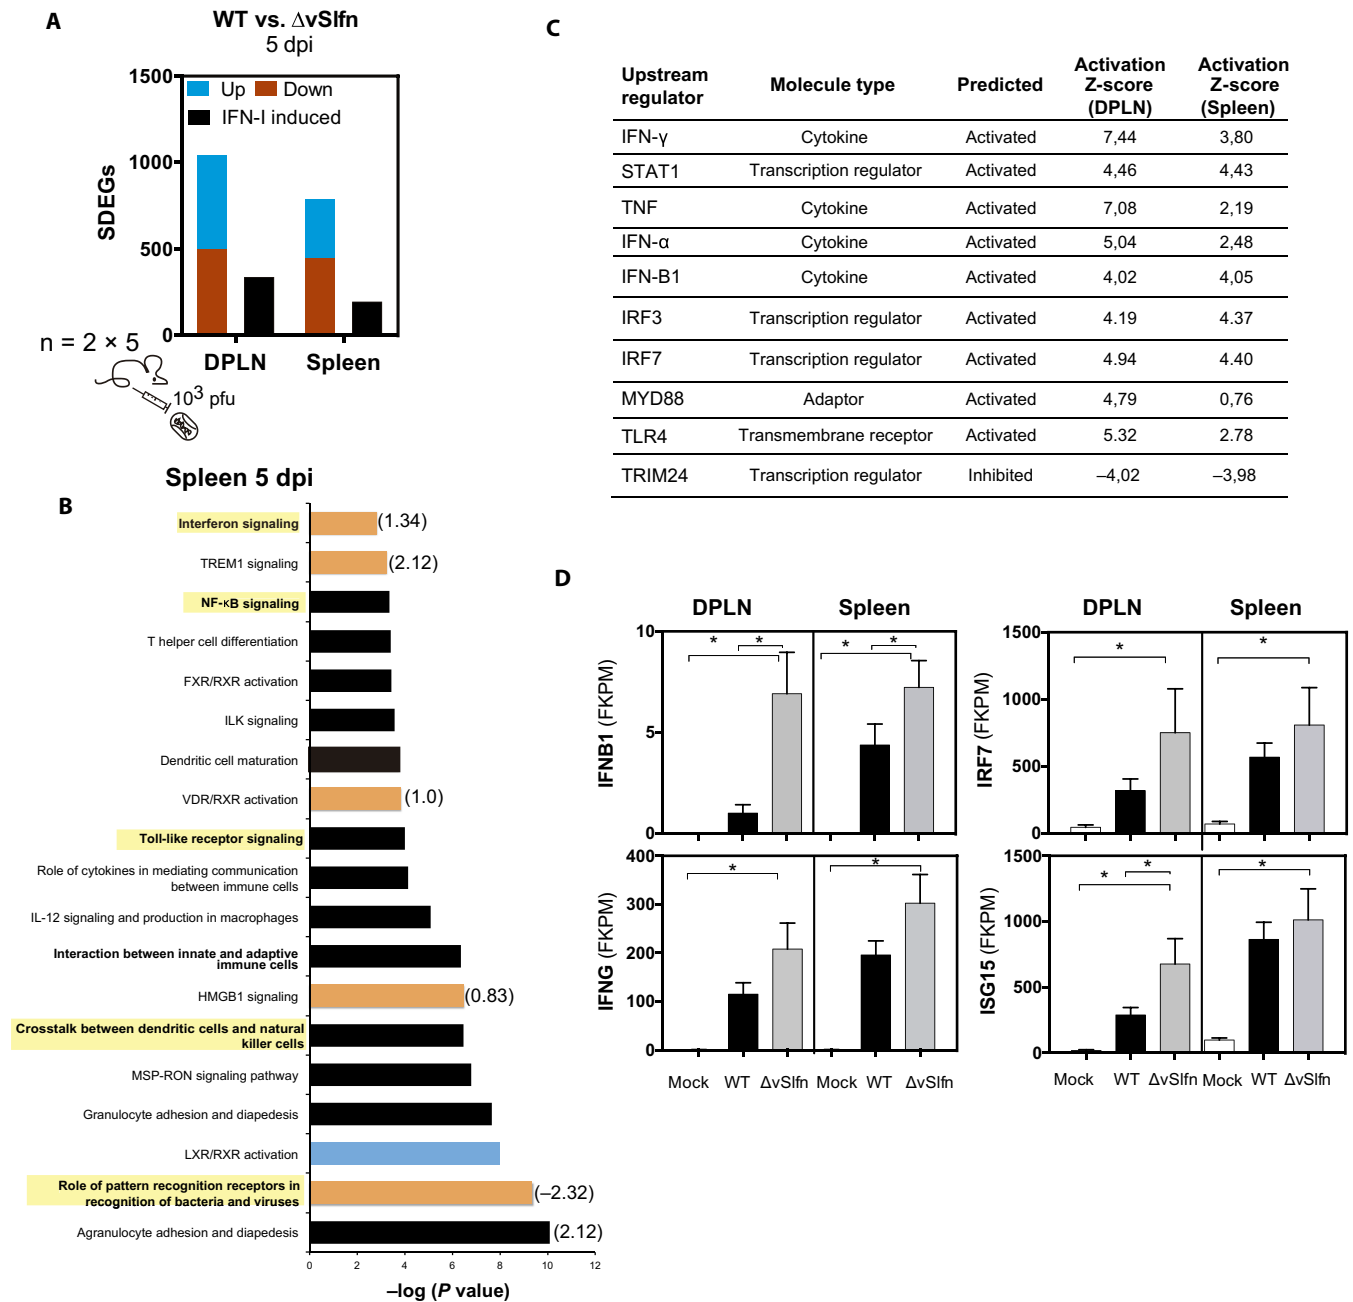 A
WT vs. ΔvSlfn
5 dpi
1500
1000
500
0
SDEGs
Up
Down
IFN-I induced
DPLN
Spleen
n = 2 × 5
10³ pfu
B
Spleen 5 dpi
Interferon signaling
(1.34)
TREM1 signaling
(2.12)
NF-κB signaling
T helper cell differentiation
FXR/RXR activation
ILK signaling
Dendritic cell maturation
VDR/RXR activation
(1.0)
Toll-like receptor signaling
Role of cytokines in mediating communication
between immune cells
IL-12 signaling and production in macrophages
Interaction between innate and adaptive
immune cells
HMGB1 signaling
(0.83)
Crosstalk between dendritic cells and natural
killer cells
MSP-RON signaling pathway
Granulocyte adhesion and diapedesis
LXR/RXR activation
Role of pattern recognition receptors in
recognition of bacteria and viruses
(–2.32)
Agranulocyte adhesion and diapedesis
(2.12)
0 2 4 6 8 10 12
–log (P value)
C
Upstream regulator Molecule type Predicted Activation Z-score (DPLN) Activation Z-score (Spleen)
IFN-γ Cytokine Activated 7,44 3,80
STAT1 Transcription regulator Activated 4,46 4,43
TNF Cytokine Activated 7,08 2,19
IFN-α Cytokine Activated 5,04 2,48
IFN-B1 Cytokine Activated 4,02 4,05
IRF3 Transcription regulator Activated 4.19 4.37
IRF7 Transcription regulator Activated 4.94 4.40
MYD88 Adaptor Activated 4,79 0,76
TLR4 Transmembrane receptor Activated 5.32 2.78
TRIM24 Transcription regulator Inhibited –4,02 –3,98
D
DPLN Spleen
IFNB1 (FKPM)
10
5
0
* * * *
IFNG (FKPM)
400
300
200
100
0
* *
Mock WT ΔvSlfn Mock WT ΔvSlfn
DPLN Spleen
IRF7 (FKPM)
1500
1000
500
0
* *
ISG15 (FKPM)
1500
1000
500
0
* * *
Mock WT ΔvSlfn Mock WT ΔvSlfn